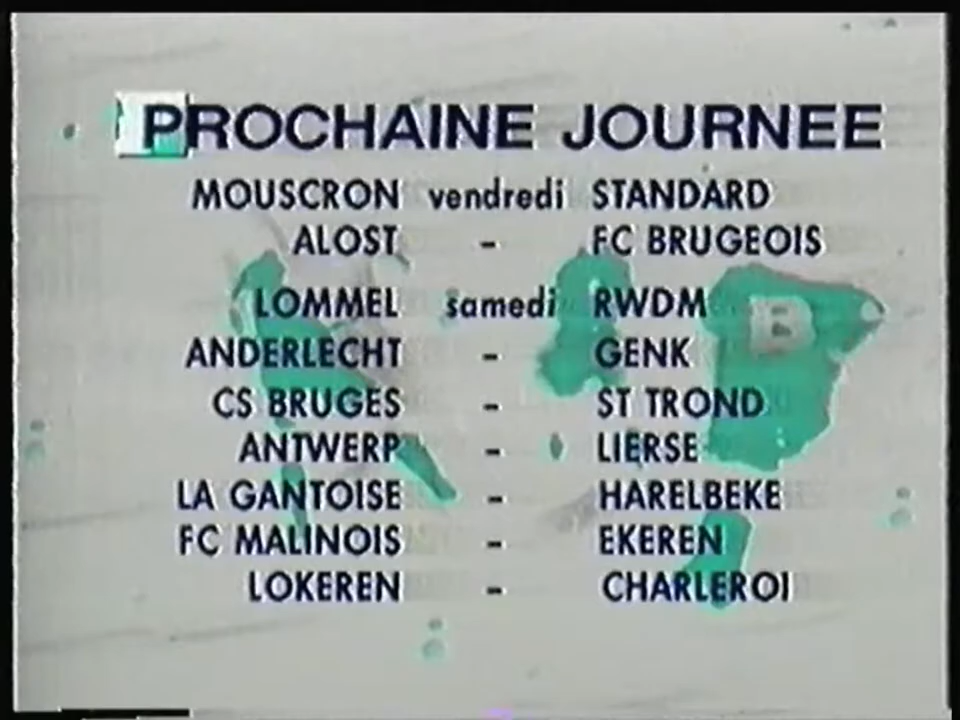 PROCHAINE JOURNEE
MOUSCRON vendredi STANDARD
ALOST - FC BRUGEOIS
LOMMEL samedi RWDM
ANDERLECHT - GENK
CS BRUGES - ST TROND
ANTWERP - LIERSE
LA GANTOISE - HARELBEKE
FC MALINOIS - EKEREN
LOKEREN - CHARLEROI